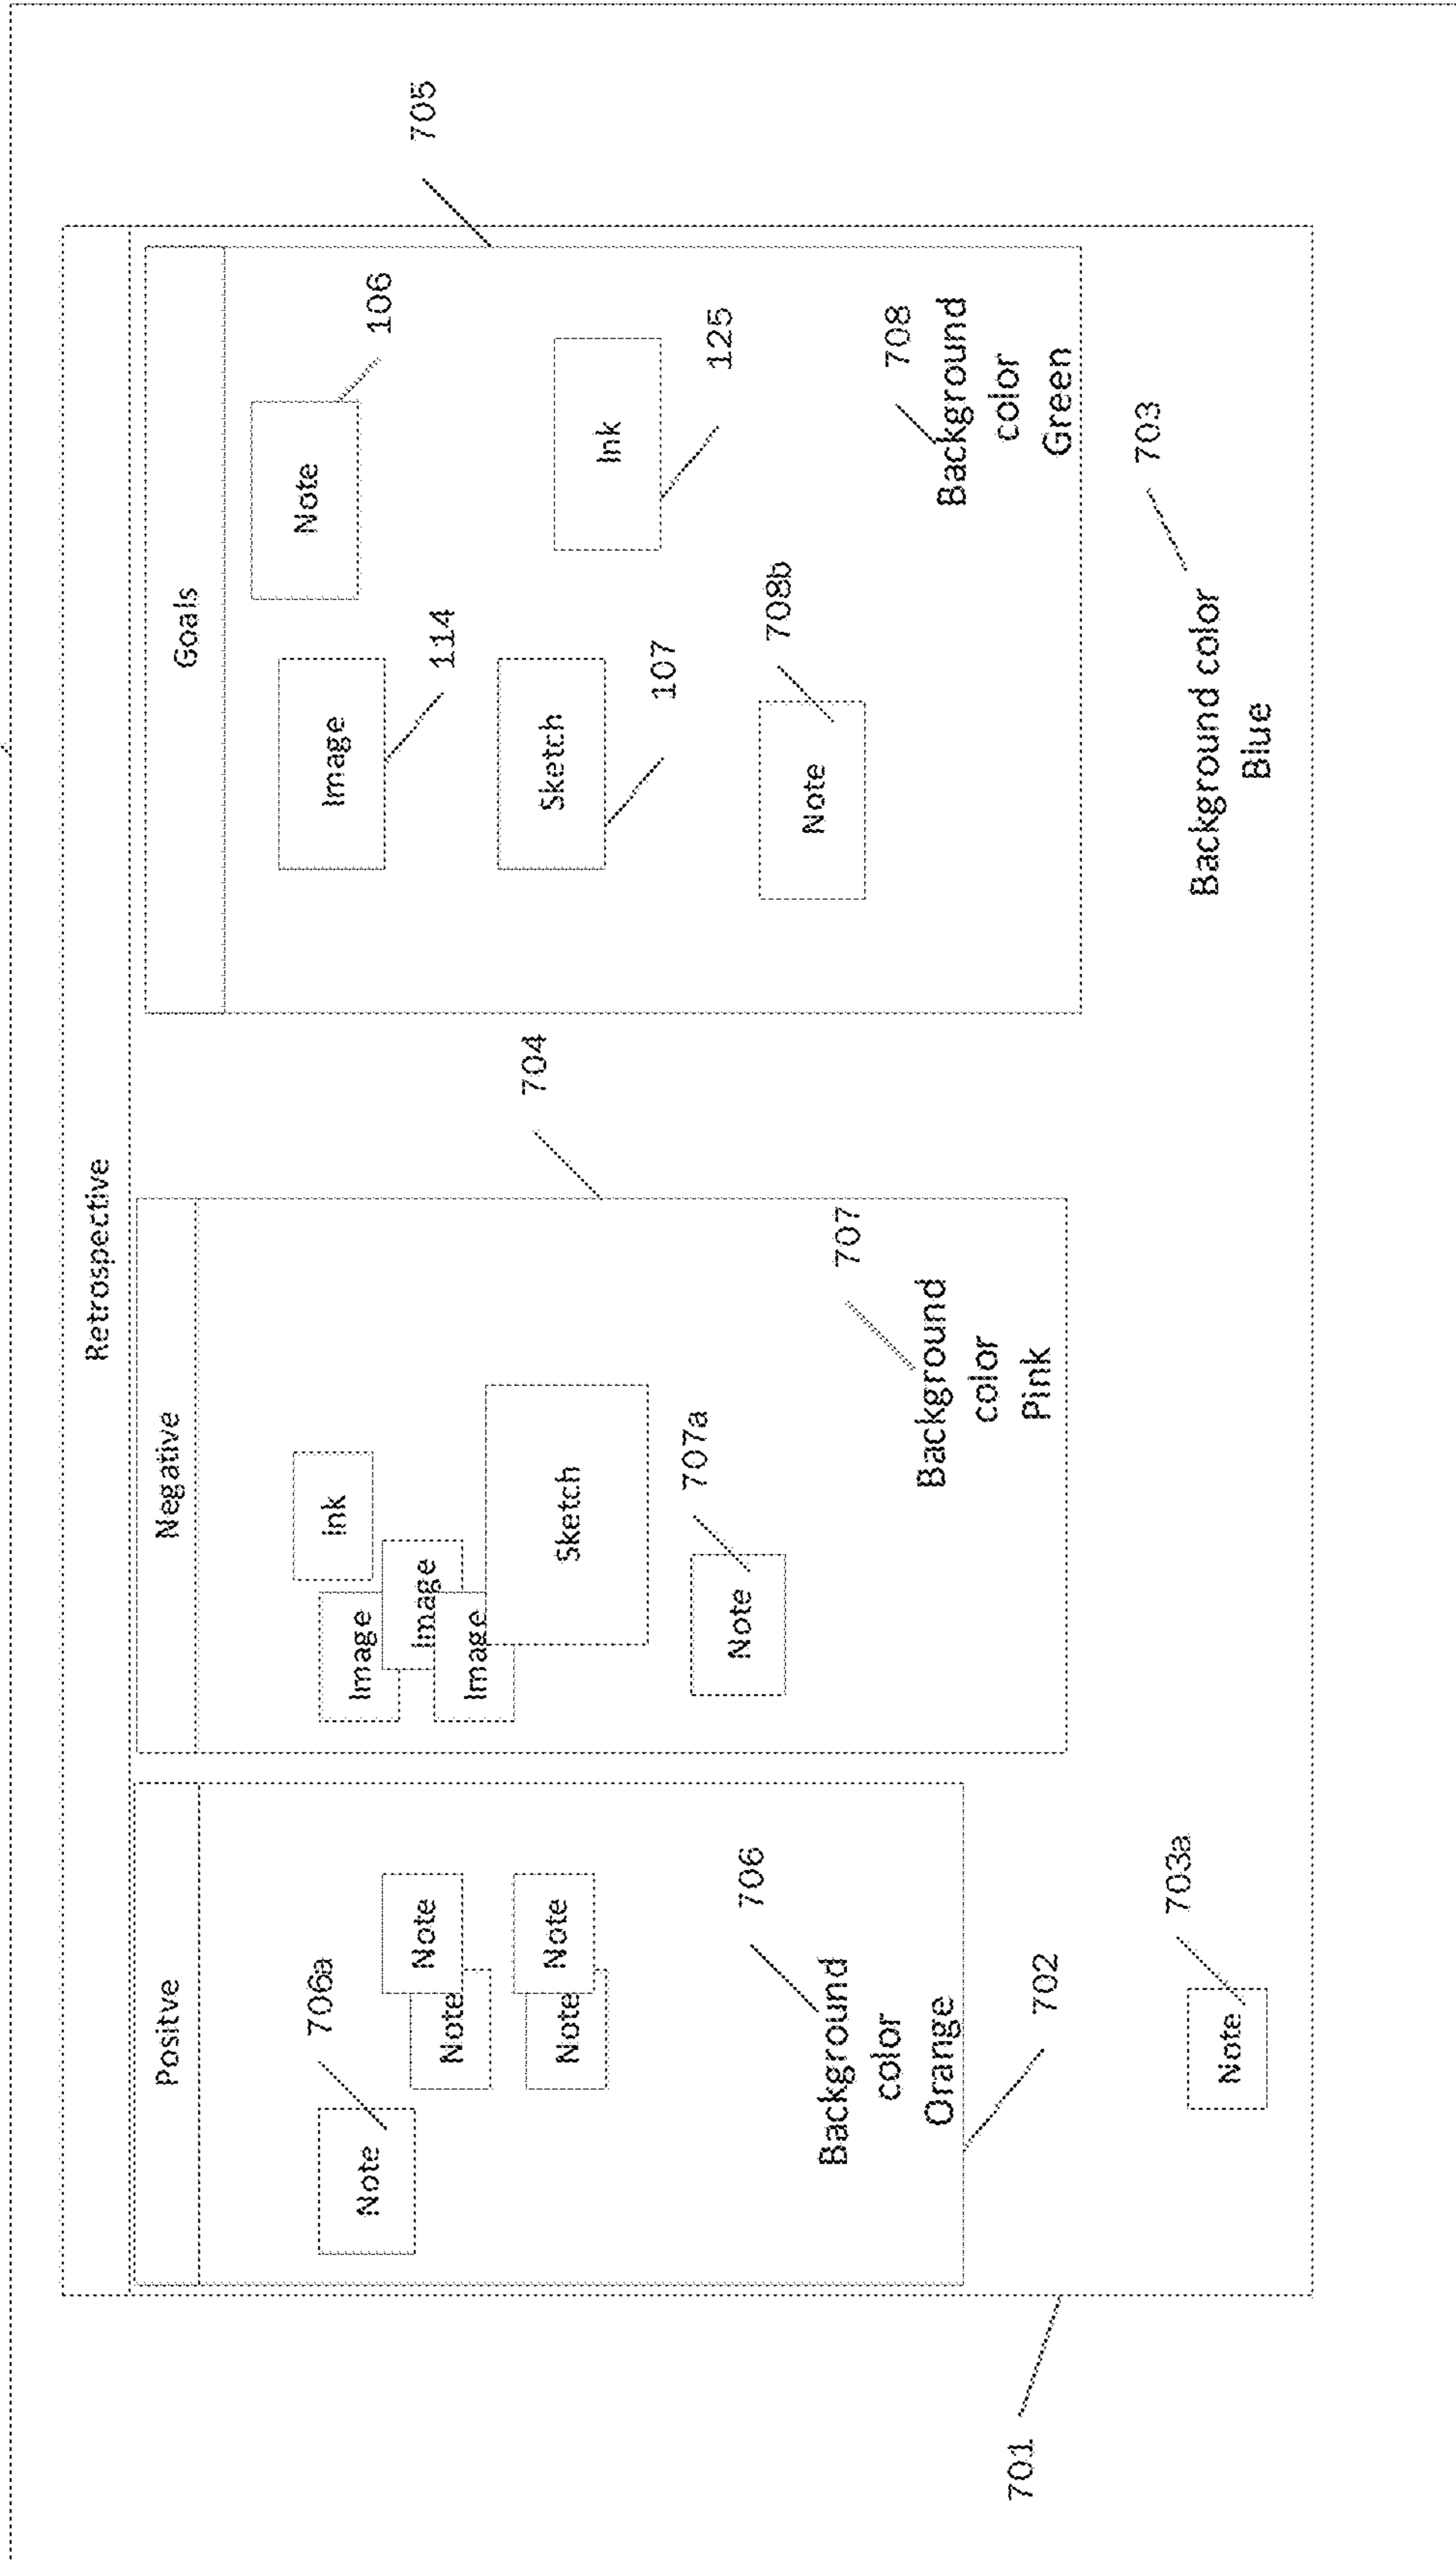 Retrospective
Positve
Negative
Goals
706a
Note
Note
Note
Note
Note
706
Background
color
Orange
702
703a
Note
701
ink
Image
Image
Image
Sketch
707a
Note
707
Background
color
Pink
704
705
106
Note
Image
114
Ink
125
Sketch
107
708b
Note
708
Background
color
Green
703
Background color
Blue